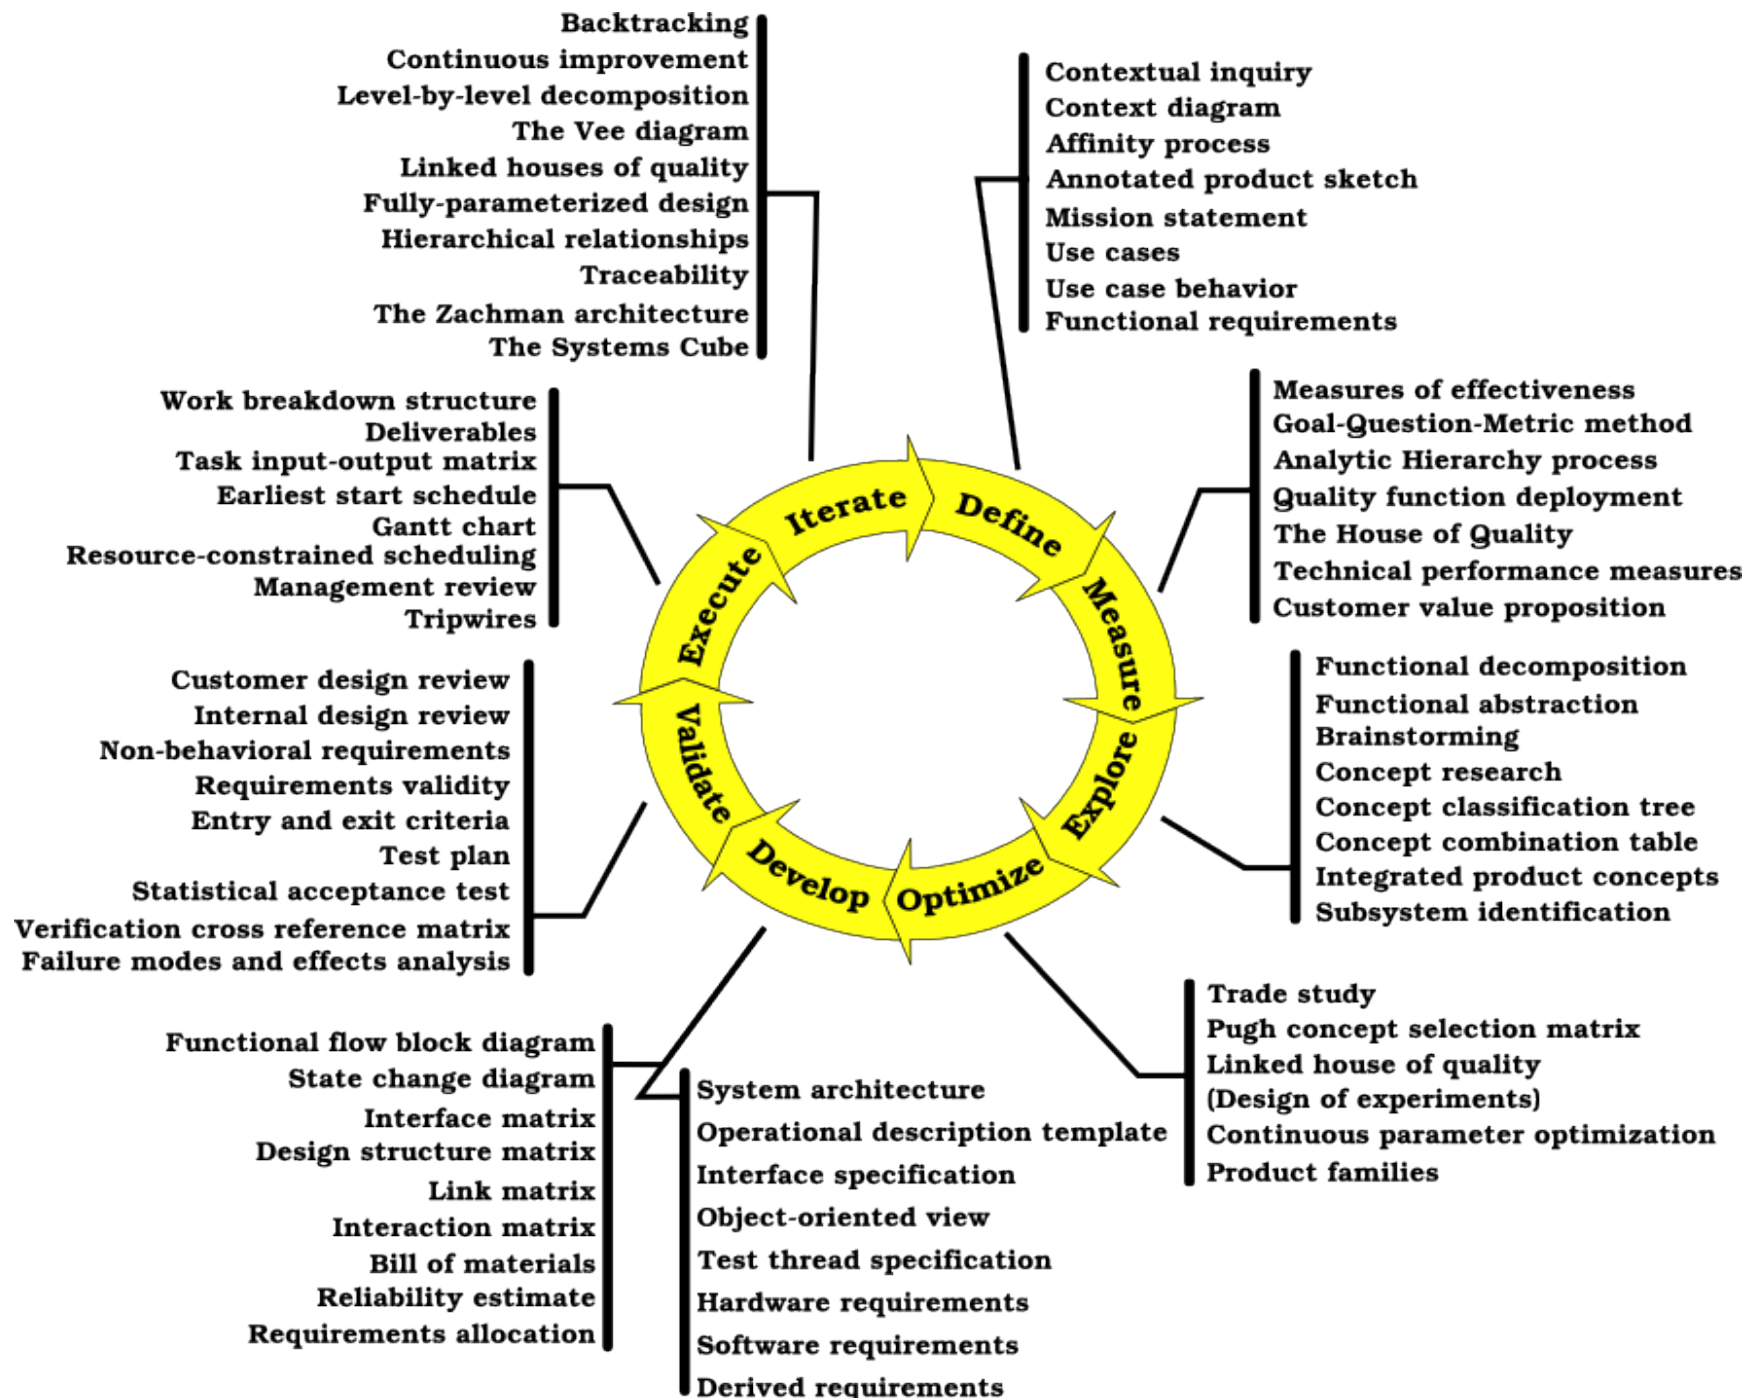 Backtracking
Continuous improvement
Level-by-level decomposition
The Vee diagram
Linked houses of quality
Fully-parameterized design
Hierarchical relationships
Traceability
The Zachman architecture
The Systems Cube
Contextual inquiry
Context diagram
Affinity process
Annotated product sketch
Mission statement
Use cases
Use case behavior
Functional requirements
Work breakdown structure
Deliverables
Task input-output matrix
Earliest start schedule
Gantt chart
Resource-constrained scheduling
Management review
Tripwires
Measures of effectiveness
Goal-Question-Metric method
Analytic Hierarchy process
Quality function deployment
The House of Quality
Technical performance measures
Customer value proposition
Iterate
Define
Measure
Explore
Optimize
Develop
Validate
Execute
Customer design review
Internal design review
Non-behavioral requirements
Requirements validity
Entry and exit criteria
Test plan
Statistical acceptance test
Verification cross reference matrix
Failure modes and effects analysis
Functional decomposition
Functional abstraction
Brainstorming
Concept research
Concept classification tree
Concept combination table
Integrated product concepts
Subsystem identification
Functional flow block diagram
State change diagram
Interface matrix
Design structure matrix
Link matrix
Interaction matrix
Bill of materials
Reliability estimate
Requirements allocation
System architecture
Operational description template
Interface specification
Object-oriented view
Test thread specification
Hardware requirements
Software requirements
Derived requirements
Trade study
Pugh concept selection matrix
Linked house of quality
(Design of experiments)
Continuous parameter optimization
Product families